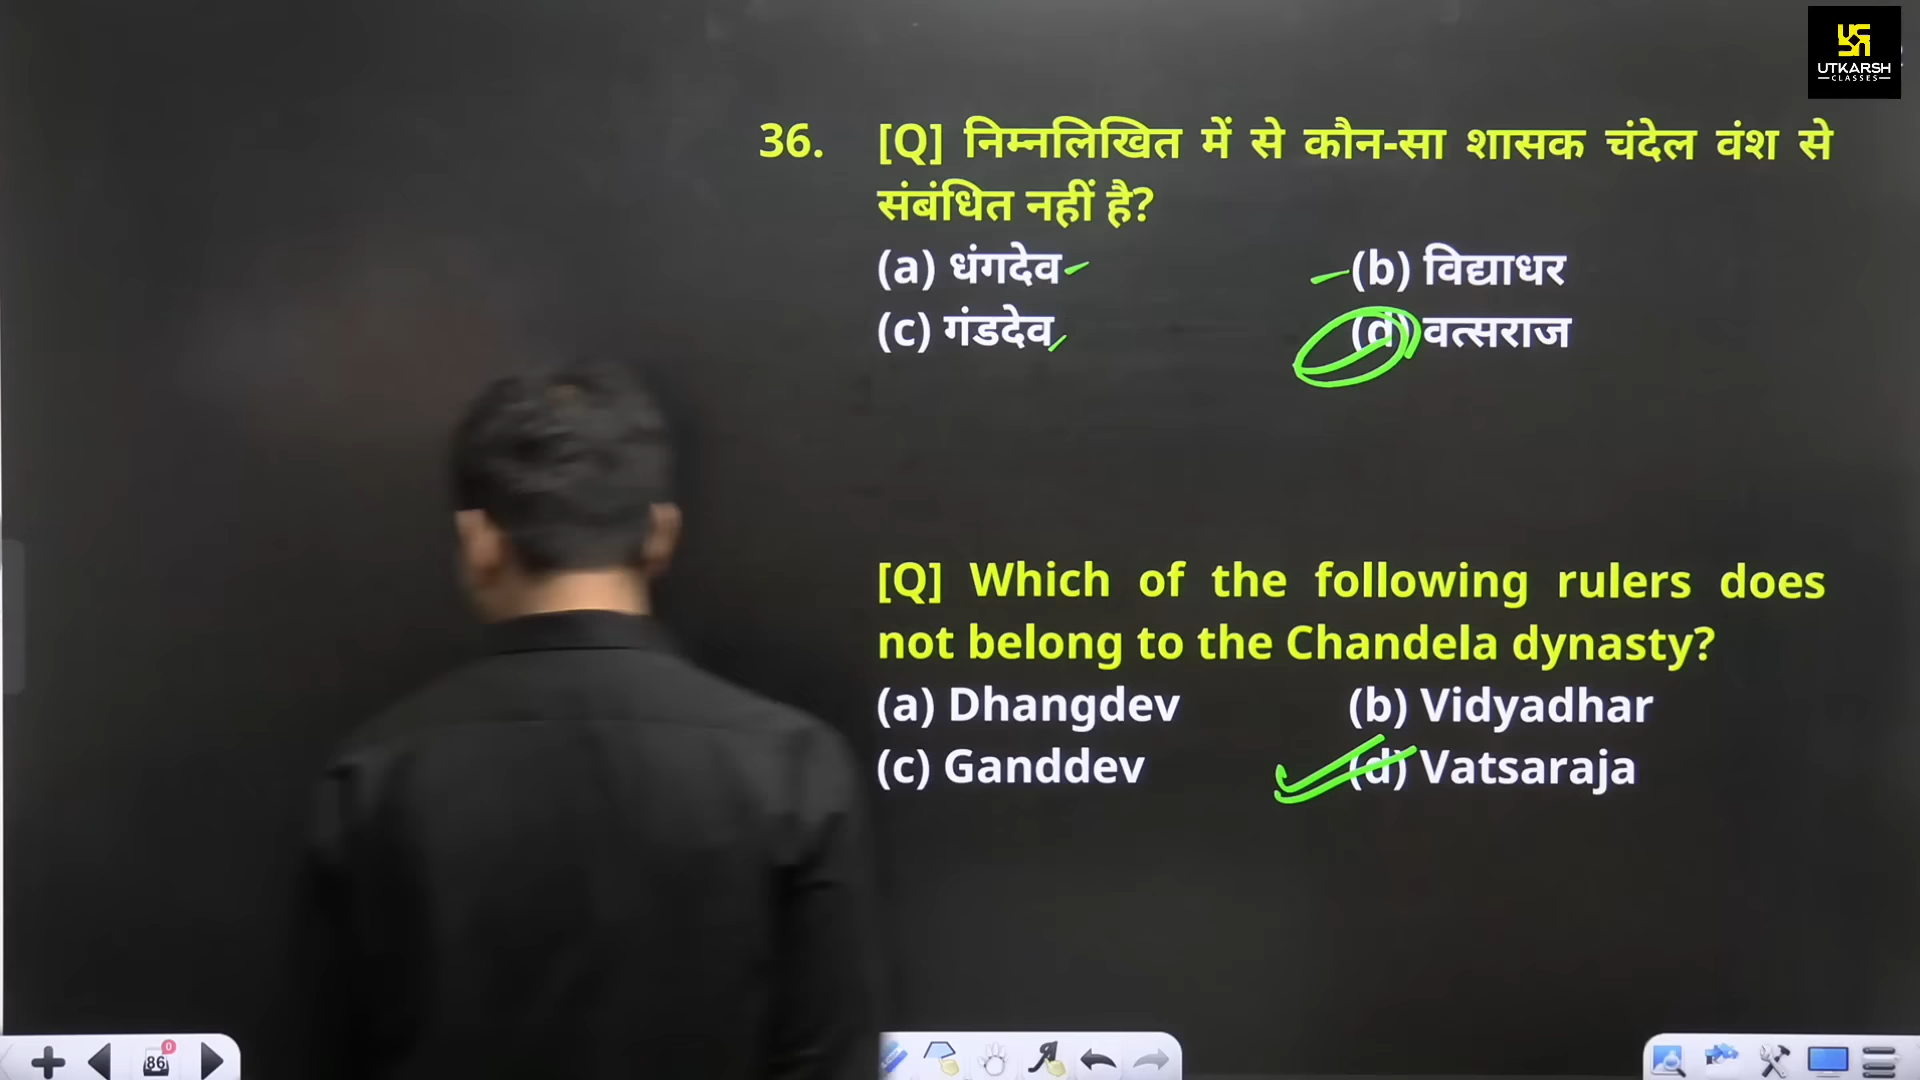 UTKARSH
CLASSES
36. [Q] निम्नलिखित में से कौन-सा शासक चंदेल वंश से
संबंधित नहीं है?
(a) धंगदेव (b) विद्याधर
(c) गंडदेव (d) वत्सराज
[Q] Which of the following rulers does
not belong to the Chandela dynasty?
(a) Dhangdev (b) Vidyadhar
(c) Ganddev (d) Vatsaraja
86 0